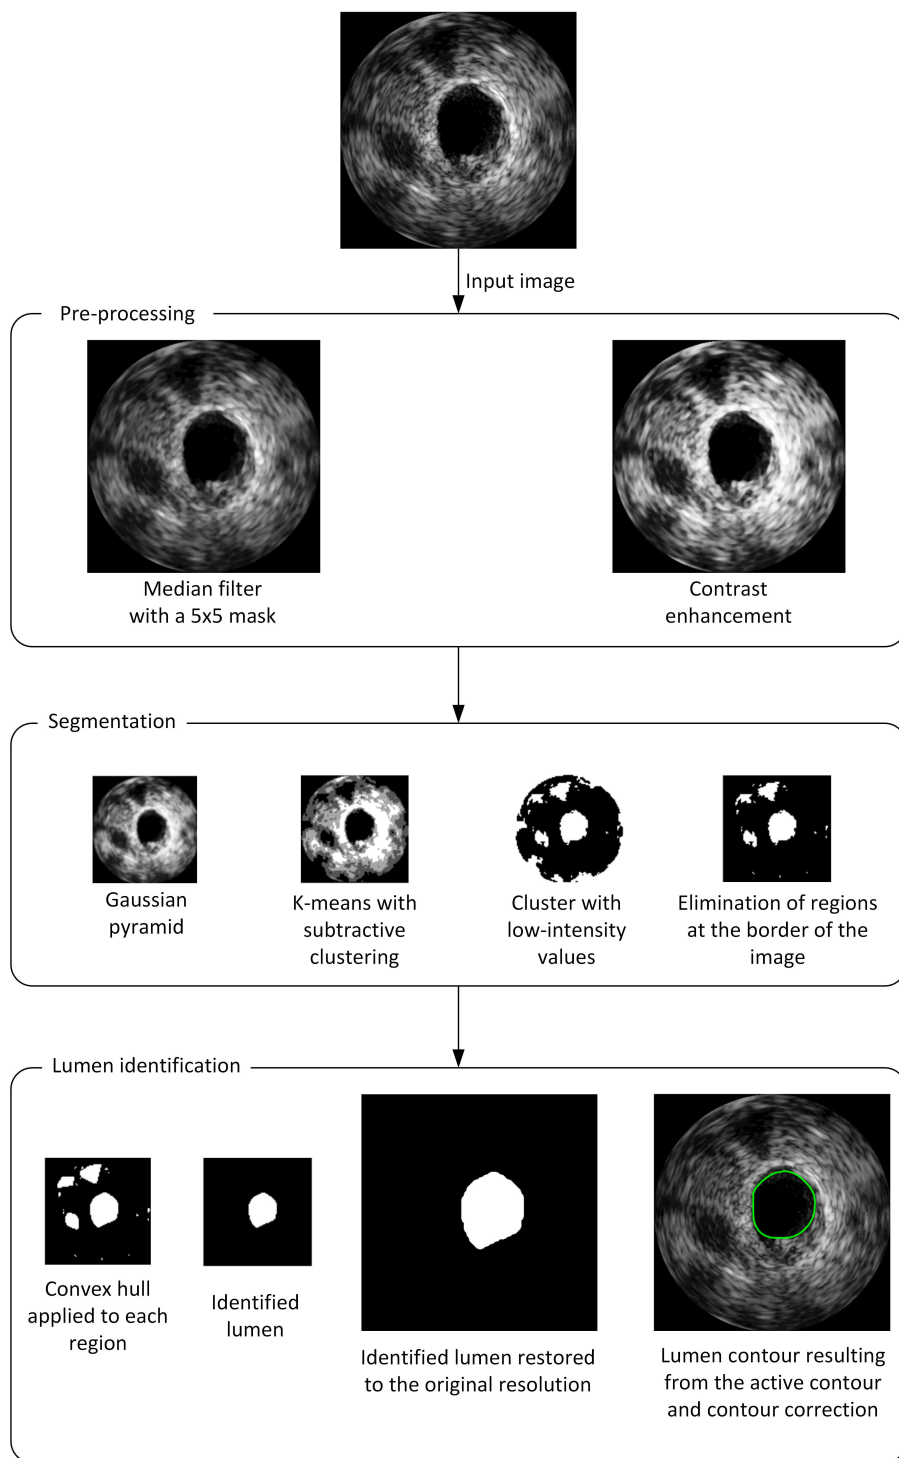 Input image
Pre-processing
Median filter
with a 5x5 mask
Contrast
enhancement
Segmentation
Gaussian
pyramid
K-means with
subtractive
clustering
Cluster with
low-intensity
values
Elimination of regions
at the border of the
image
Lumen identification
Convex hull
applied to each
region
Identified
lumen
Identified lumen restored
to the original resolution
Lumen contour resulting
from the active contour
and contour correction